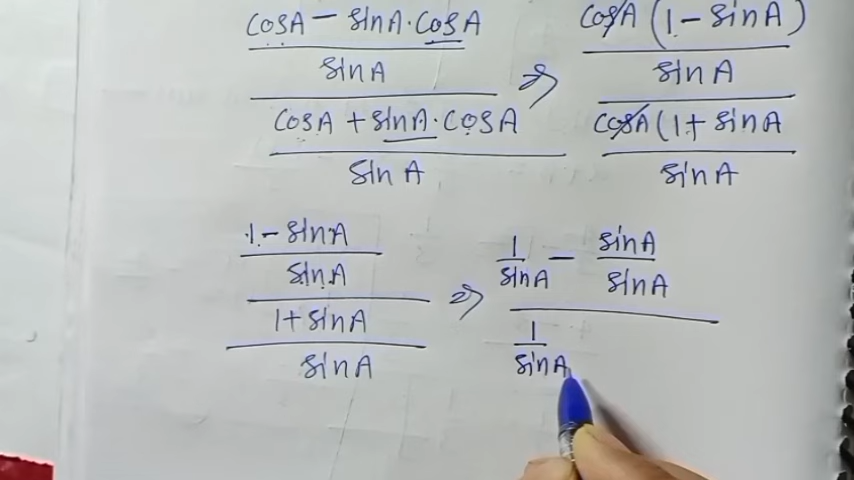 cosA - sinA.cosA / sinA / cosA + sinA.cosA / sinA ⇒ cosA (1 - sinA) / sinA / cosA (1 + sinA / sinA
1 - sinA / sinA / 1 + sinA / sinA ⇒ 1/sinA - sinA/sinA / 1/sinA